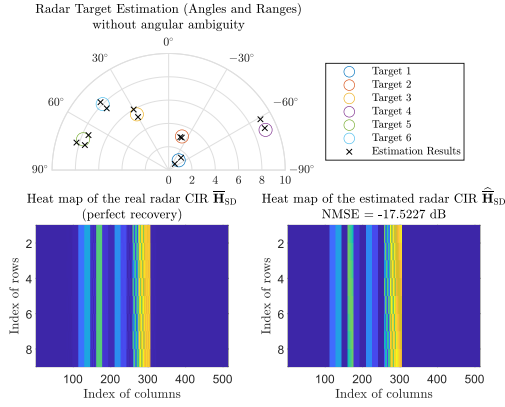 Radar Target Estimation (Angles and Ranges)
without angular ambiguity
0°
30°
−30°
60°
−60°
90°
−90°
0 2 4 6 8 10
Target 1
Target 2
Target 3
Target 4
Target 5
Target 6
Estimation Results
Heat map of the real radar CIR H̅_SD
(perfect recovery)
2
4
6
8
Index of rows
100 200 300 400 500
Index of columns
Heat map of the estimated radar CIR Ĥ̅_SD
NMSE = -17.5227 dB
2
4
6
8
Index of rows
100 200 300 400 500
Index of columns